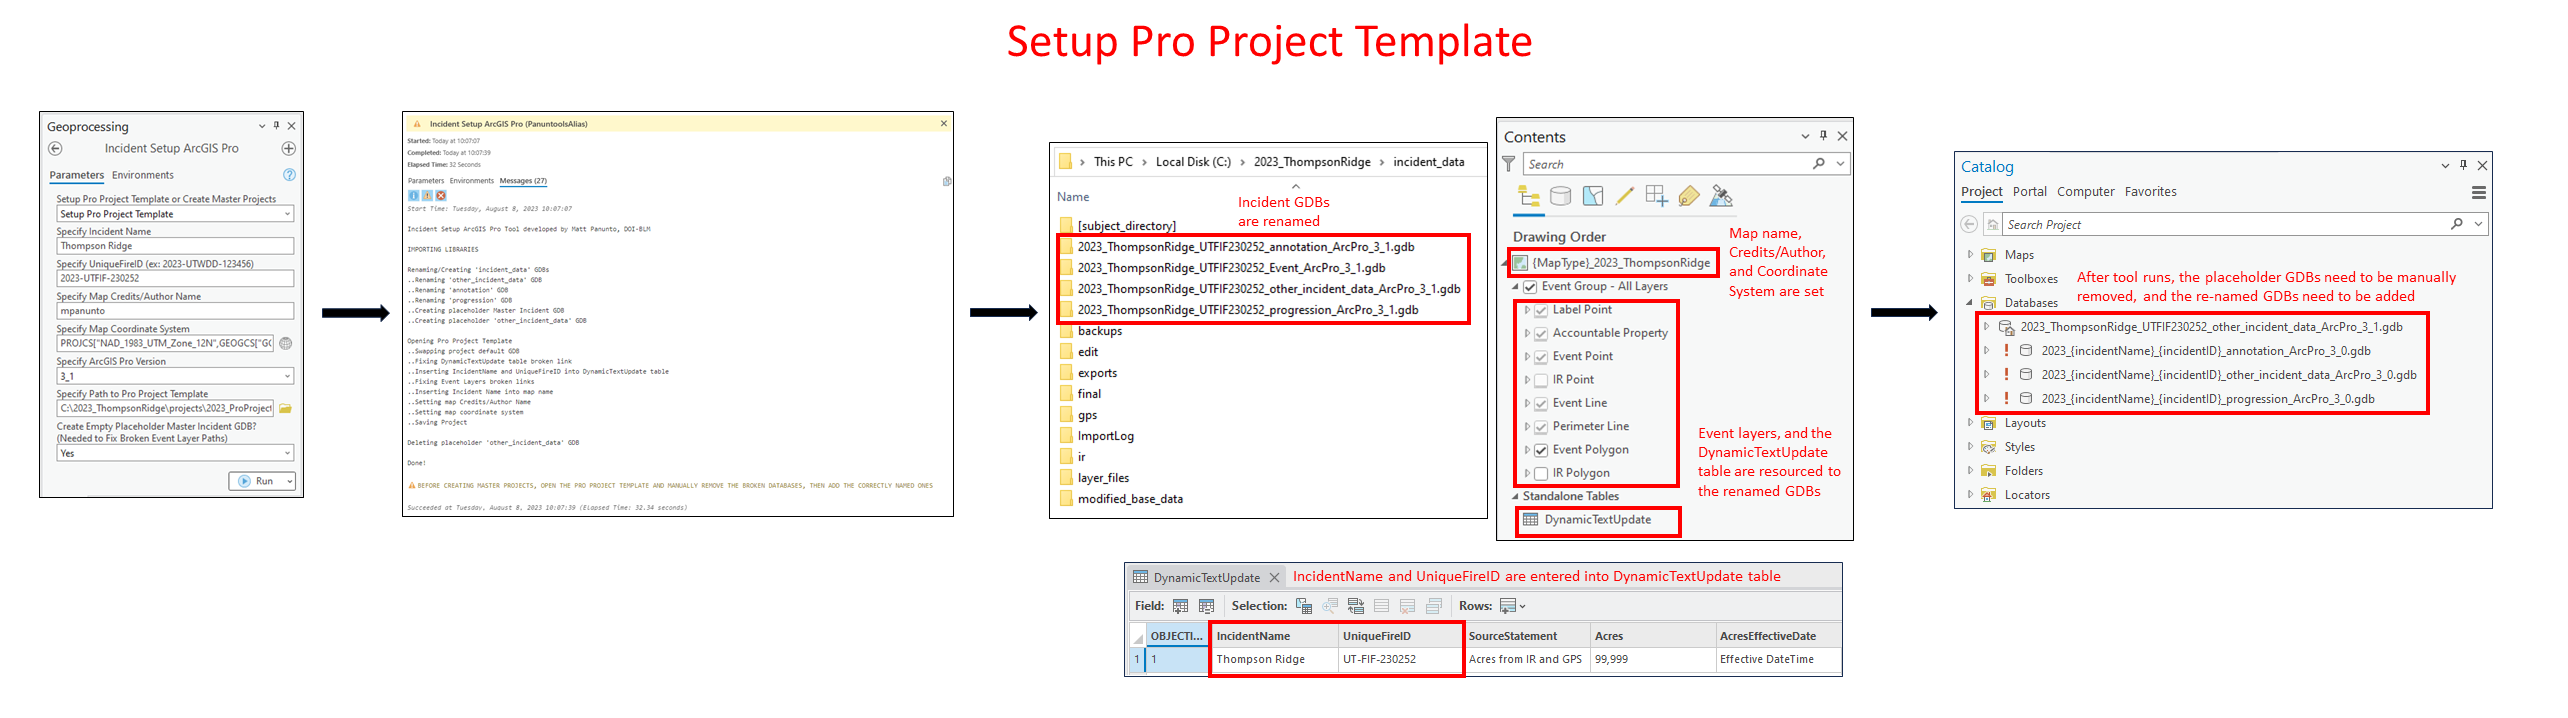 Setup Pro Project Template
Geoprocessing
Incident Setup ArcGIS Pro
Parameters Environments
Setup Pro Project Template or Create Master Projects
Setup Pro Project Template
Specify Incident Name
Thompson Ridge
Specify UniqueFireID (ex: 2023-UTWDD-123456)
2023-UTFIF-230252
Specify Map Credits/Author Name
mpanunto
Specify Map Coordinate System
PROJCS["NAD_1983_UTM_Zone_12N",GEOGCS["GC
Specify ArcGIS Pro Version
3_1
Specify Path to Pro Project Template
C:\2023_ThompsonRidge\projects\2023_ProProject
Create Empty Placeholder Master Incident GDB?
(Needed to Fix Broken Event Layer Paths)
Yes
Run
Incident Setup ArcGIS Pro (PanuntoolsAlias)
Started: Today at 10:07:07
Completed: Today at 10:07:39
Elapsed Time: 32 Seconds
Parameters Environments Messages (27)
Start Time: Tuesday, August 8, 2023 10:07:07
Incident Setup ArcGIS Pro Tool developed by Matt Panunto, DOI-BLM
IMPORTING LIBRARIES
Renaming/Creating 'incident_data' GDBs
..Renaming 'other_incident_data' GDB
..Renaming 'annotation' GDB
..Renaming 'progression' GDB
..Creating placeholder Master Incident GDB
..Creating placeholder 'other_incident_data' GDB
Opening Pro Project Template
..Swapping project default GDB
..Fixing DynamicTextUpdate table broken link
..Inserting IncidentName and UniqueFireID into DynamicTextUpdate table
..Fixing Event Layers broken links
..Inserting Incident Name into map name
..Setting map Credits/Author Name
..Setting map coordinate system
..Saving Project
Deleting placeholder 'other_incident_data' GDB
Done!
BEFORE CREATING MASTER PROJECTS, OPEN THE PRO PROJECT TEMPLATE AND MANUALLY REMOVE THE BROKEN DATABASES, THEN ADD THE CORRECTLY NAMED ONES
Succeeded at Tuesday, August 8, 2023 10:07:39 (Elapsed Time: 32.34 seconds)
This PC > Local Disk (C:) > 2023_ThompsonRidge > incident_data
Name
Incident GDBs
are renamed
[subject_directory]
2023_ThompsonRidge_UTFIF230252_annotation_ArcPro_3_1.gdb
2023_ThompsonRidge_UTFIF230252_Event_ArcPro_3_1.gdb
2023_ThompsonRidge_UTFIF230252_other_incident_data_ArcPro_3_1.gdb
2023_ThompsonRidge_UTFIF230252_progression_ArcPro_3_1.gdb
backups
edit
exports
final
gps
ImportLog
ir
layer_files
modified_base_data
Contents
Search
Drawing Order
{MapType}_2023_ThompsonRidge
Event Group - All Layers
Label Point
Accountable Property
Event Point
IR Point
Event Line
Perimeter Line
Event Polygon
IR Polygon
Standalone Tables
DynamicTextUpdate
Map name,
Credits/Author,
and Coordinate
System are set
Event layers, and the
DynamicTextUpdate
table are resourced to
the renamed GDBs
Catalog
Project Portal Computer Favorites
Search Project
Maps
Toolboxes
After tool runs, the placeholder GDBs need to be manually
removed, and the re-named GDBs need to be added
Databases
2023_ThompsonRidge_UTFIF230252_other_incident_data_ArcPro_3_1.gdb
2023_{incidentName}_{incidentID}_annotation_ArcPro_3_0.gdb
2023_{incidentName}_{incidentID}_other_incident_data_ArcPro_3_0.gdb
2023_{incidentName}_{incidentID}_progression_ArcPro_3_0.gdb
Layouts
Styles
Folders
Locators
DynamicTextUpdate
IncidentName and UniqueFireID are entered into DynamicTextUpdate table
Field: Selection: Rows:
OBJECTI... IncidentName UniqueFireID SourceStatement Acres AcresEffectiveDate
1 1 Thompson Ridge UT-FIF-230252 Acres from IR and GPS 99,999 Effective DateTime